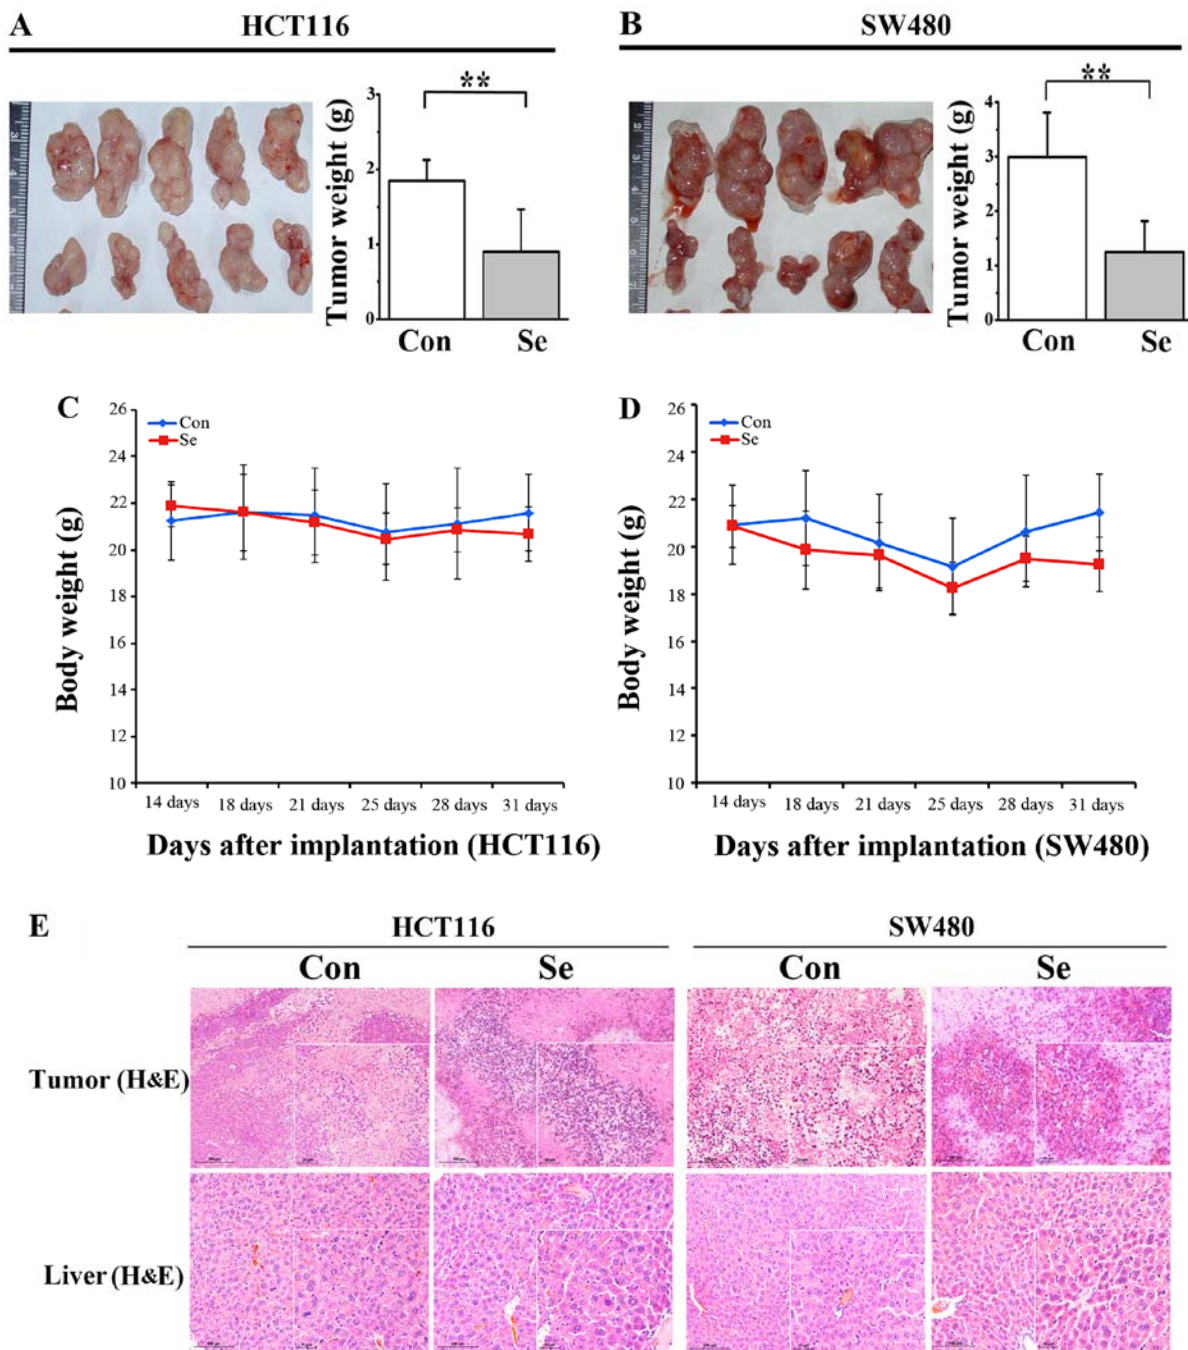 A HCT116
B SW480
**
3
2
1
0
Tumor weight (g)
Con Se
**
4
3
2
1
0
Tumor weight (g)
Con Se
C
Con
Se
26
24
22
20
18
16
14
12
10
Body weight (g)
14 days 18 days 21 days 25 days 28 days 31 days
Days after implantation (HCT116)
D
Con
Se
26
24
22
20
18
16
14
12
10
Body weight (g)
14 days 18 days 21 days 25 days 28 days 31 days
Days after implantation (SW480)
E HCT116 SW480
Con Se Con Se
Tumor (H&E)
Liver (H&E)